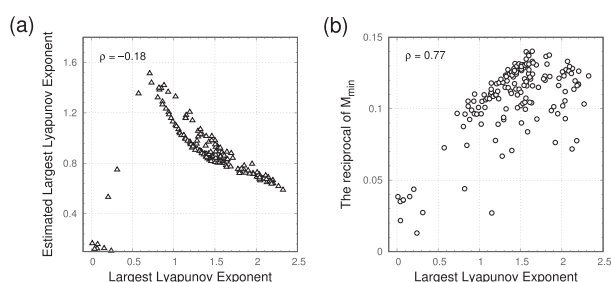 (a)
ρ = −0.18
Estimated Largest Lyapunov Exponent
1.6
1.2
0.8
0.4
0 0.5 1 1.5 2 2.5
Largest Lyapunov Exponent
(b)
ρ = 0.77
The reciprocal of Mmin
0.15
0.1
0.05
0
0 0.5 1 1.5 2 2.5
Largest Lyapunov Exponent